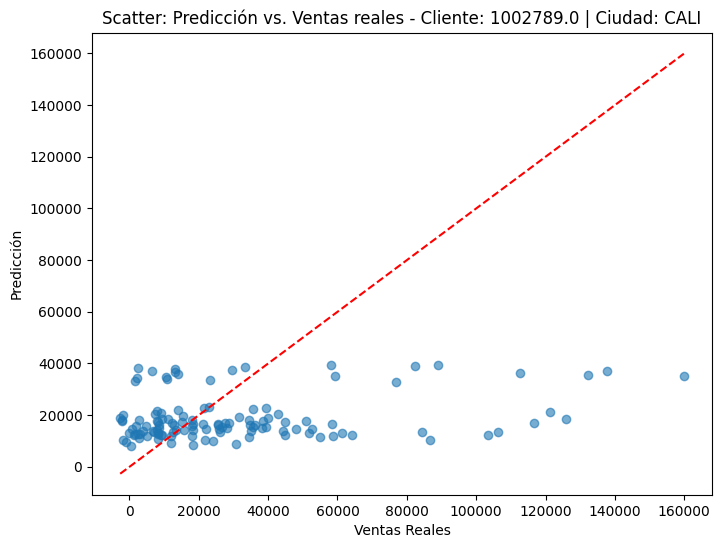 Scatter: Predicción vs. Ventas reales - Cliente: 1002789.0 | Ciudad: CALI
160000
140000
120000
100000
80000
60000
40000
20000
0
Predicción
0 20000 40000 60000 80000 100000 120000 140000 160000
Ventas Reales